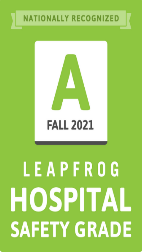 NATIONALLY RECOGNIZED
A
FALL 2021
LEAPFROG
HOSPITAL
SAFETY GRADE